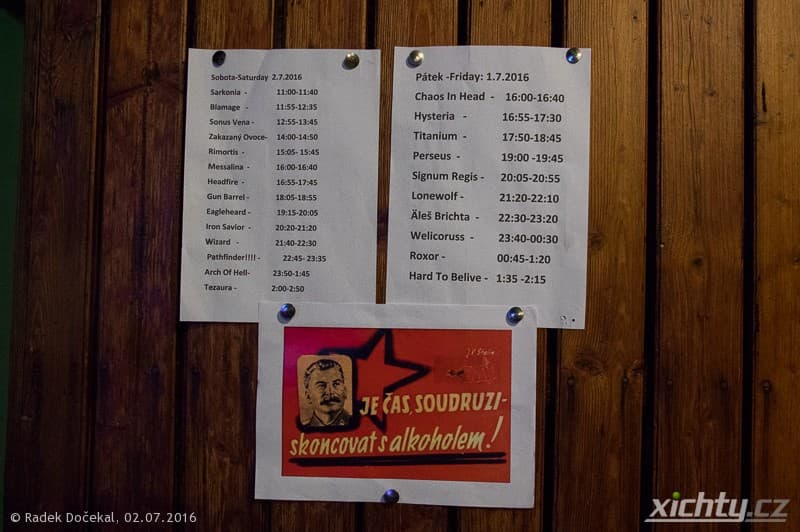 Sobota-Saturday 2.7.2016
Sarkonia - 11:00-11:40
Blamage - 11:55-12:35
Sonus Vena - 12:55-13:45
Zakazaný Ovoce- 14:00-14:50
Rimortis - 15:05- 15:45
Messalina - 16:00-16:40
Headfire - 16:55-17:45
Gun Barrel - 18:05-18:55
Eagleheard - 19:15-20:05
Iron Savior - 20:20-21:20
Wizard - 21:40-22:30
Pathfinder!!!! - 22:45- 23:35
Arch Of Hell- 23:50-1:45
Tezaura - 2:00-2:50
Pátek -Friday: 1.7.2016
Chaos In Head - 16:00-16:40
Hysteria - 16:55-17:30
Titanium - 17:50-18:45
Perseus - 19:00 -19:45
Signum Regis - 20:05-20:55
Lonewolf - 21:20-22:10
Äleš Brichta - 22:30-23:20
Welicoruss - 23:40-00:30
Roxor - 00:45-1:20
Hard To Belive - 1:35 -2:15
J V Stalin
JE ČAS, SOUDRUZI-
skoncovat s alkoholem!
© Radek Dočekal, 02.07.2016
xichty.cz